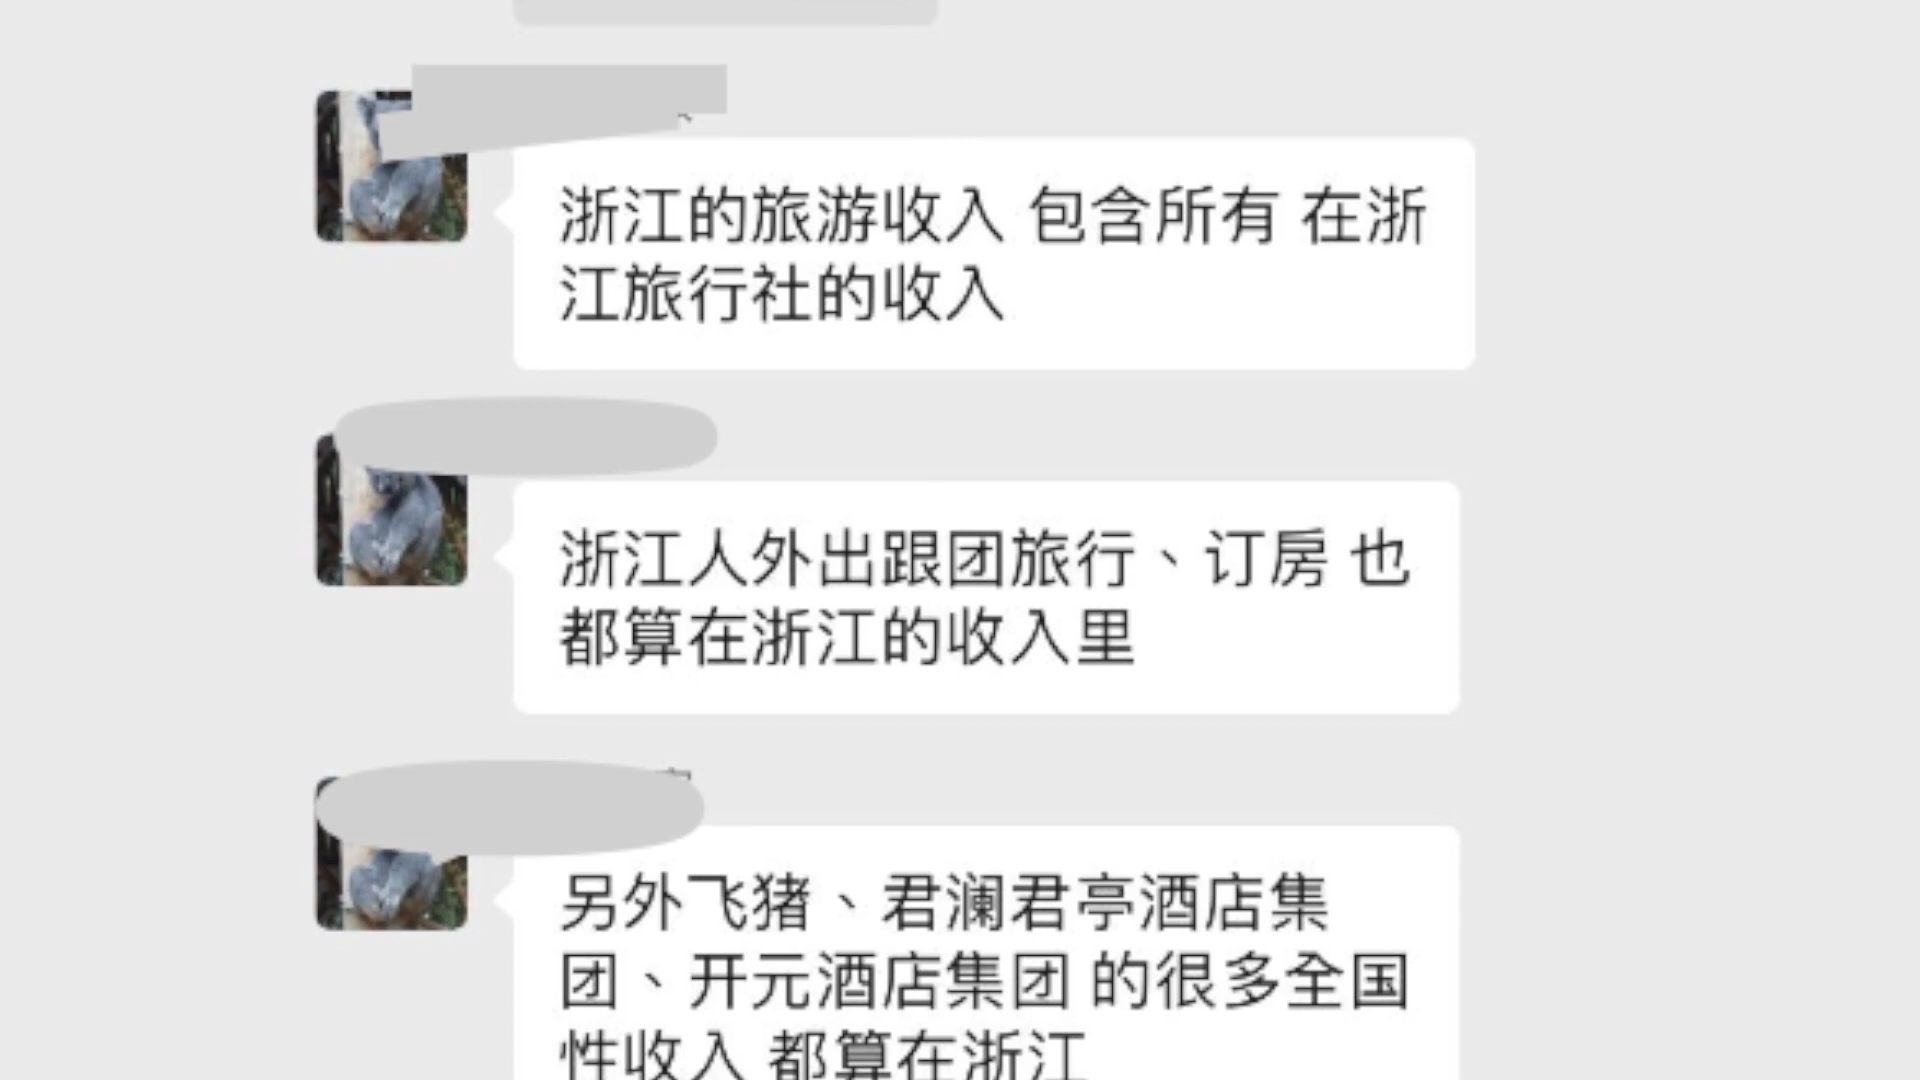 浙江的旅游收入 包含所有 在浙
江旅行社的收入
浙江人外出跟团旅行、订房 也
都算在浙江的收入里
另外飞猪、君澜君亭酒店集
团、开元酒店集团 的很多全国
性收入 都算在浙江